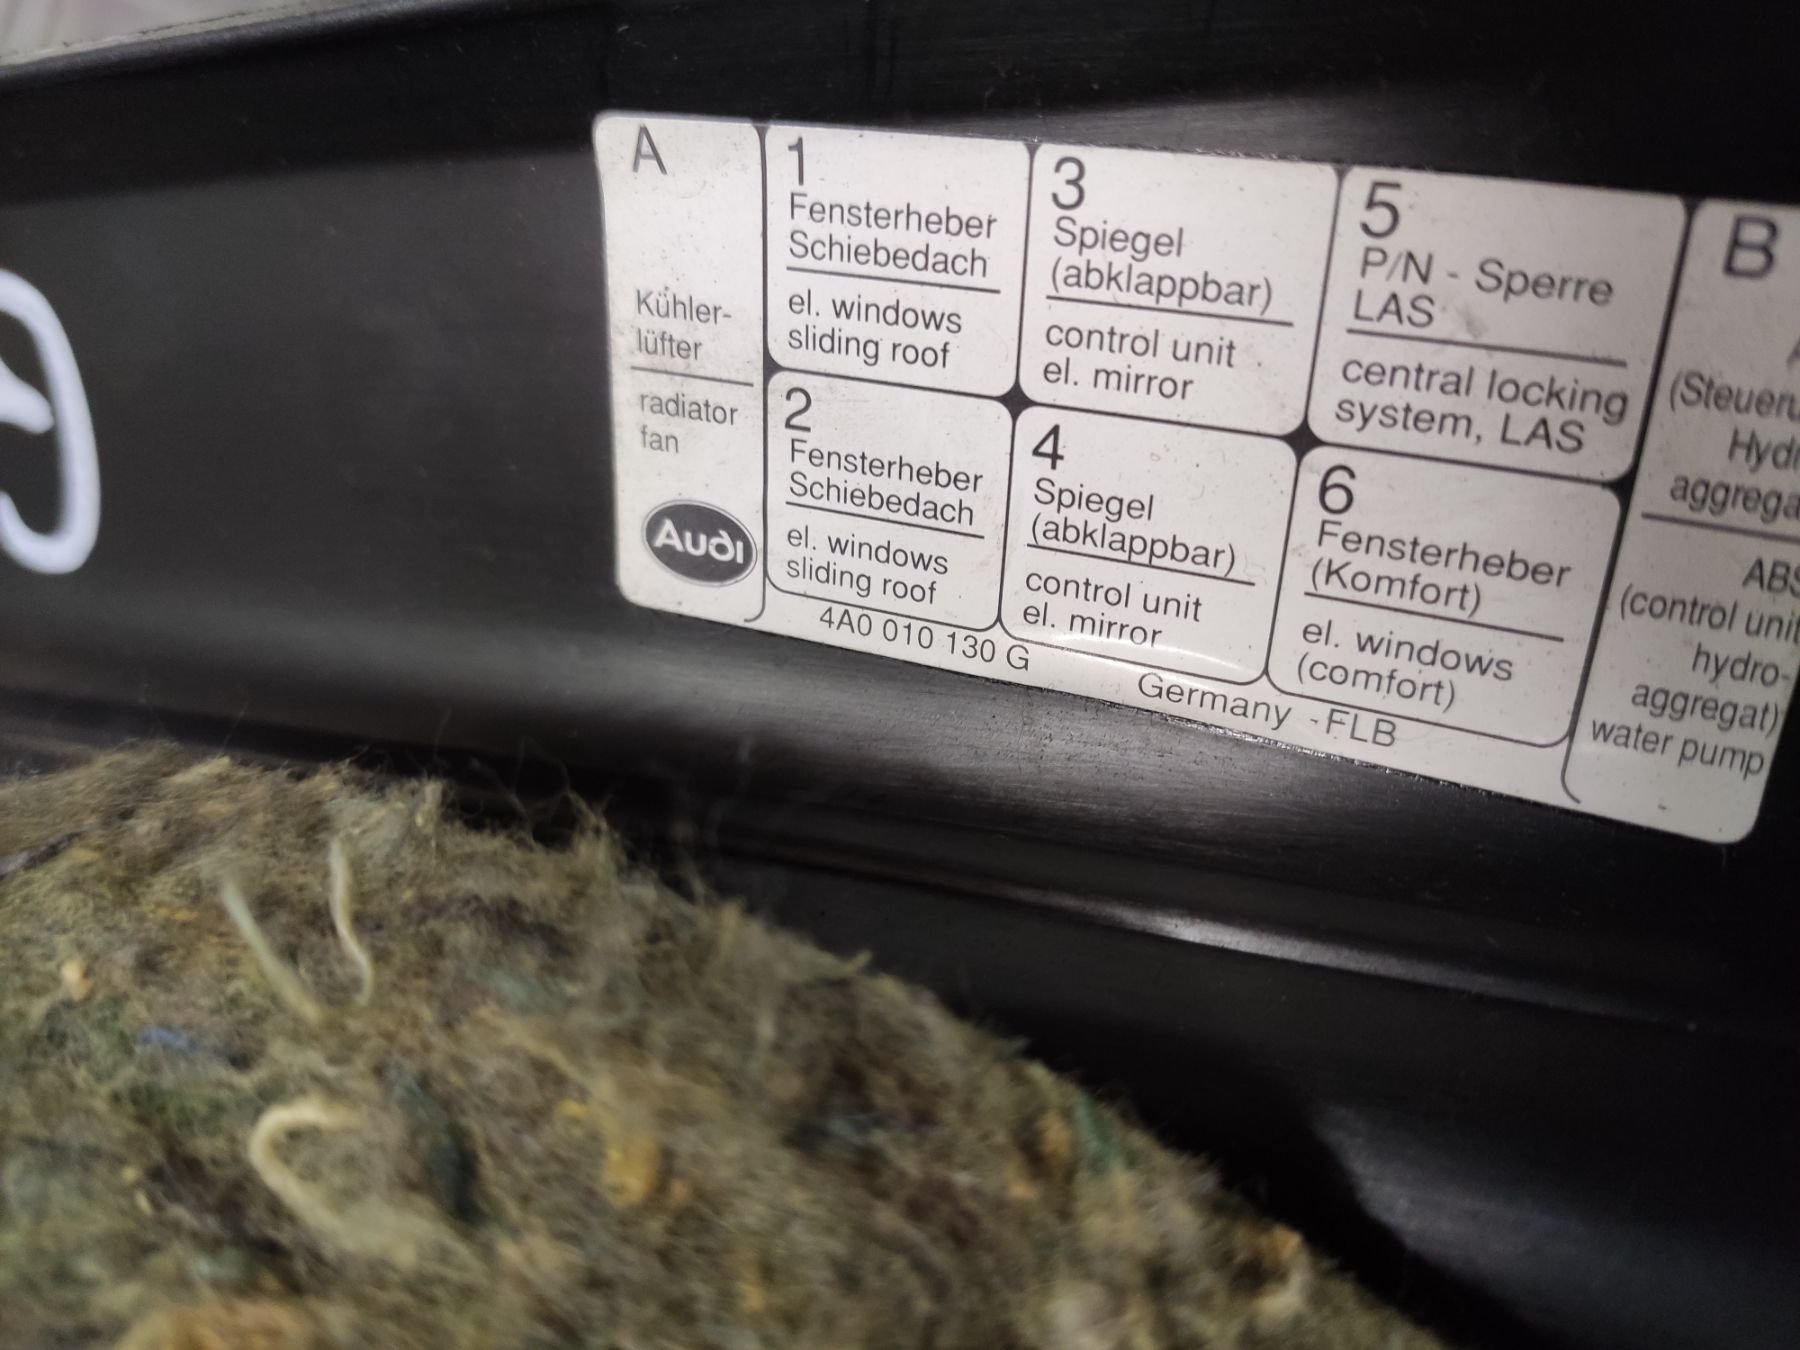 A
Kühler-
lüfter
radiator
fan
Audi
1
Fensterheber
Schiebedach
el. windows
sliding roof
2
Fensterheber
Schiebedach
el. windows
sliding roof
3
Spiegel
(abklappbar)
control unit
el. mirror
4
Spiegel
(abklappbar)
control unit
el. mirror
5
P/N - Sperre
LAS
central locking
system, LAS
6
Fensterheber
(Komfort)
el. windows
(comfort)
B
ABS
(control unit
hydro-
aggregat)
water pump
4A0 010 130 G
Germany - FLB